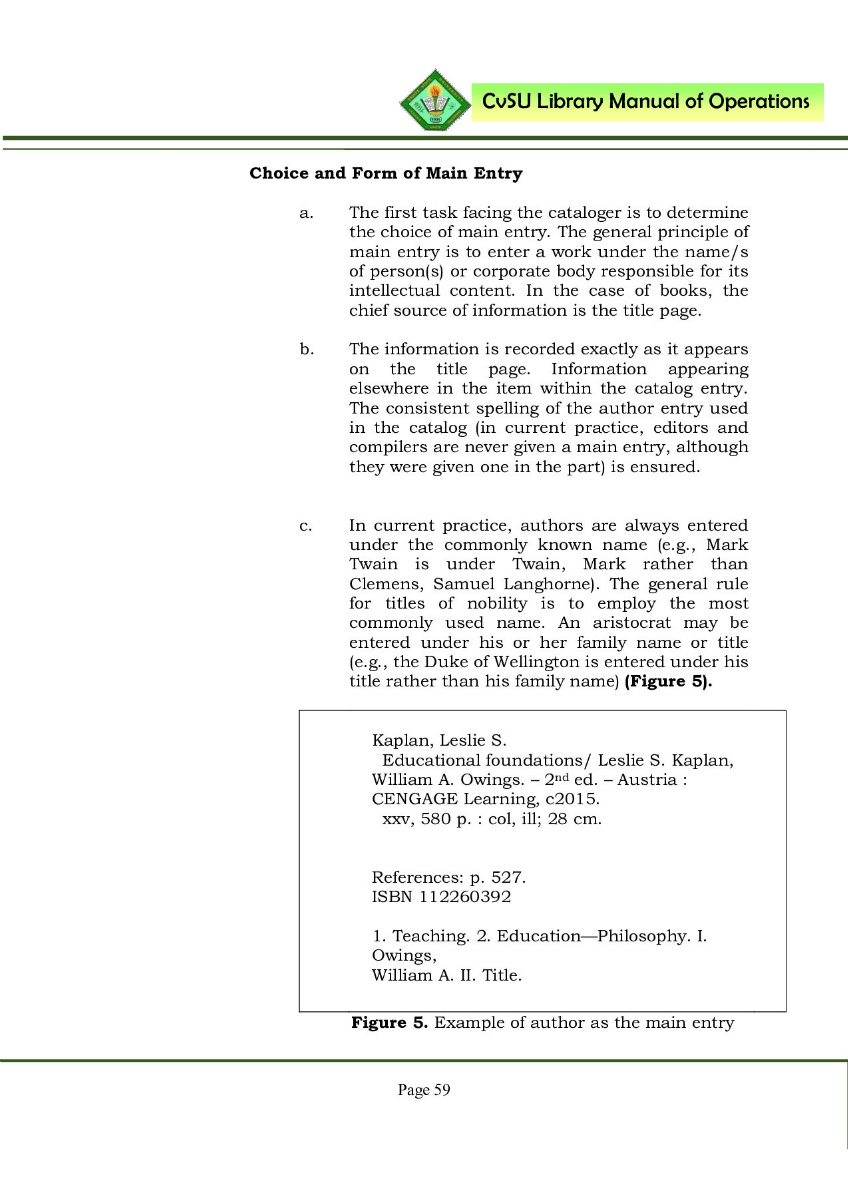 CvSU Library Manual of Operations
Choice and Form of Main Entry
a. The first task facing the cataloger is to determine
the choice of main entry. The general principle of
main entry is to enter a work under the name/s
of person(s) or corporate body responsible for its
intellectual content. In the case of books, the
chief source of information is the title page.
b. The information is recorded exactly as it appears
on the title page. Information appearing
elsewhere in the item within the catalog entry.
The consistent spelling of the author entry used
in the catalog (in current practice, editors and
compilers are never given a main entry, although
they were given one in the part) is ensured.
c. In current practice, authors are always entered
under the commonly known name (e.g., Mark
Twain is under Twain, Mark rather than
Clemens, Samuel Langhorne). The general rule
for titles of nobility is to employ the most
commonly used name. An aristocrat may be
entered under his or her family name or title
(e.g., the Duke of Wellington is entered under his
title rather than his family name) (Figure 5).
Kaplan, Leslie S.
Educational foundations/ Leslie S. Kaplan,
William A. Owings. – 2nd ed. – Austria :
CENGAGE Learning, c2015.
xxv, 580 p. : col, ill; 28 cm.
References: p. 527.
ISBN 112260392
1. Teaching. 2. Education—Philosophy. I.
Owings,
William A. II. Title.
Figure 5. Example of author as the main entry
Page 59